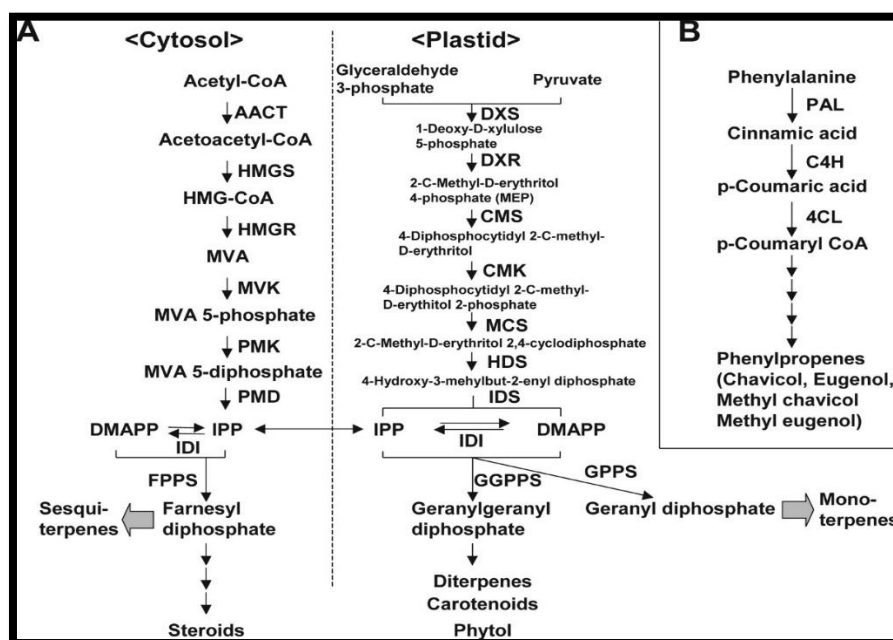 A
<Cytosol>
Acetyl-CoA
AACT
Acetoacetyl-CoA
HMGS
HMG-CoA
HMGR
MVA
MVK
MVA 5-phosphate
PMK
MVA 5-diphosphate
PMD
DMAPP
IPP
IDI
FPPS
Sesqui-
terpenes
Farnesyl
diphosphate
Steroids
<Plastid>
Glyceraldehyde
3-phosphate
Pyruvate
DXS
1-Deoxy-D-xylulose
5-phosphate
DXR
2-C-Methyl-D-erythritol
4-phosphate (MEP)
CMS
4-Diphosphocytidyl 2-C-methyl-
D-erythritol
CMK
4-Diphosphocytidyl 2-C-methyl-
D-erythitol 2-phosphate
MCS
2-C-Methyl-D-erythritol 2,4-cyclodiphosphate
HDS
4-Hydroxy-3-mehylbut-2-enyl diphosphate
IDS
IPP
IDI
DMAPP
GGPPS
GPPS
Geranylgeranyl
diphosphate
Geranyl diphosphate
Mono-
terpenes
Diterpenes
Carotenoids
Phytol
B
Phenylalanine
PAL
Cinnamic acid
C4H
p-Coumaric acid
4CL
p-Coumaryl CoA
Phenylpropenes
(Chavicol, Eugenol,
Methyl chavicol
Methyl eugenol)